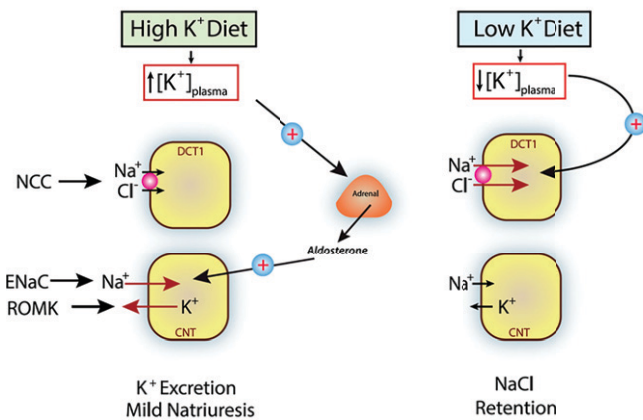 High K⁺ Diet
↑[K⁺]plasma
+
DCT1
NCC
Na⁺
Cl⁻
Adrenal
Aldosterone
+
ENaC
Na⁺
ROMK
K⁺
CNT
K⁺ Excretion
Mild Natriuresis
Low K⁺ Diet
↓[K⁺]plasma
+
DCT1
Na⁺
Cl⁻
Na⁺
K⁺
CNT
NaCl
Retention